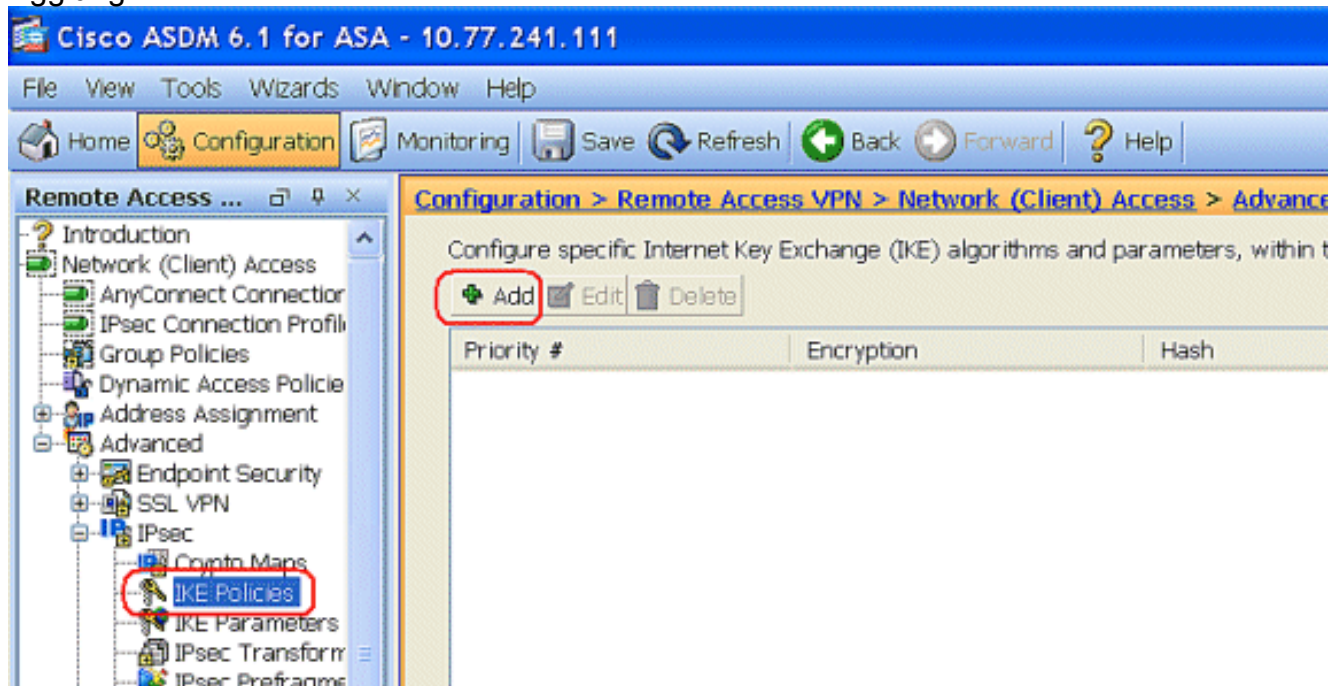 Cisco ASDM 6.1 for ASA - 10.77.241.111
File View Tools Wizards Window Help
Home Configuration Monitoring Save Refresh Back Forward Help
Remote Access ...
Configuration > Remote Access VPN > Network (Client) Access > Advance
Introduction
Network (Client) Access
AnyConnect Connection
IPsec Connection Profil
Group Policies
Dynamic Access Policie
Address Assignment
Advanced
Endpoint Security
SSL VPN
IPsec
Crypto Maps
IKE Policies
IKE Parameters
IPsec Transform
IPsec Prefragme
Configure specific Internet Key Exchange (IKE) algorithms and parameters, within t
Add Edit Delete
Priority # Encryption Hash